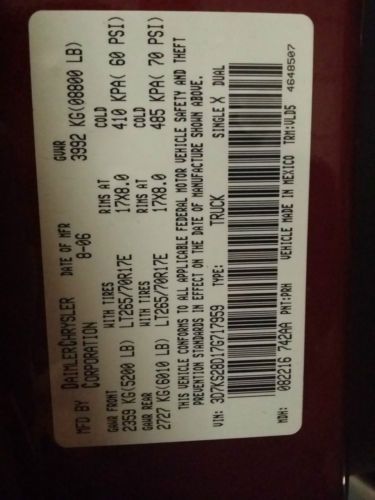 MFD BY DAIMLERCHRYSLER CORPORATION DATE OF MFR 8-06 GVWR 3992 KG(08800 LB)
GAWR FRONT WITH TIRES RIMS AT COLD
2359 KG(5200 LB) LT265/70R17E 17X8.0 410 KPA( 60 PSI)
GAWR REAR WITH TIRES RIMS AT COLD
2727 KG(6010 LB) LT265/70R17E 17X8.0 485 KPA( 70 PSI)
THIS VEHICLE CONFORMS TO ALL APPLICABLE FEDERAL MOTOR VEHICLE SAFETY AND THEFT
PREVENTION STANDARDS IN EFFECT ON THE DATE OF MANUFACTURE SHOWN ABOVE.
VIN: 3D7KS28D17G717959 TYPE: TRUCK SINGLE X DUAL
MDH: 082216 742AA PNT:PRH VEHICLE MADE IN MEXICO TRM:VLD5
4648507